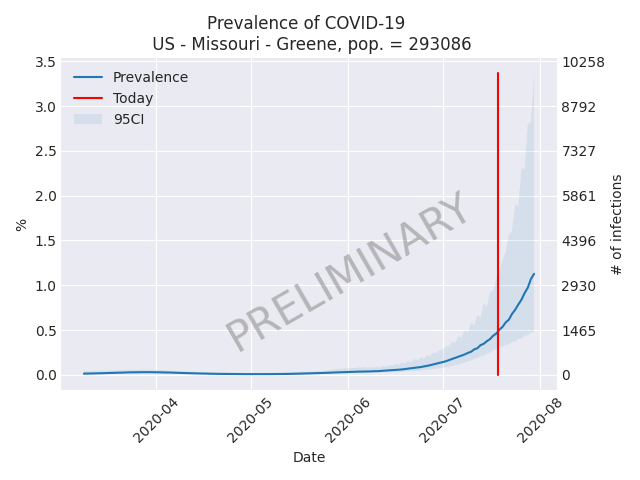 Prevalence of COVID-19
US - Missouri - Greene, pop. = 293086
Prevalence
Today
95CI
3.5
3.0
2.5
2.0
1.5
1.0
0.5
0.0
%
10258
8792
7327
5861
4396
2930
1465
0
# of infections
PRELIMINARY
2020-04
2020-05
2020-06
2020-07
2020-08
Date